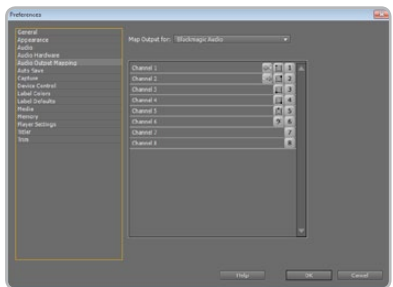 Preferences
General
Appearance
Audio
Audio Hardware
Audio Output Mapping
Auto Save
Capture
Device Control
Label Colors
Label Defaults
Media
Memory
Player Settings
Titler
Trim
Map Output for: Blackmagic Audio
Channel 1 1
Channel 2 2
Channel 3 3
Channel 4 4
Channel 5 5
Channel 6 6
Channel 7 7
Channel 8 8
Help OK Cancel